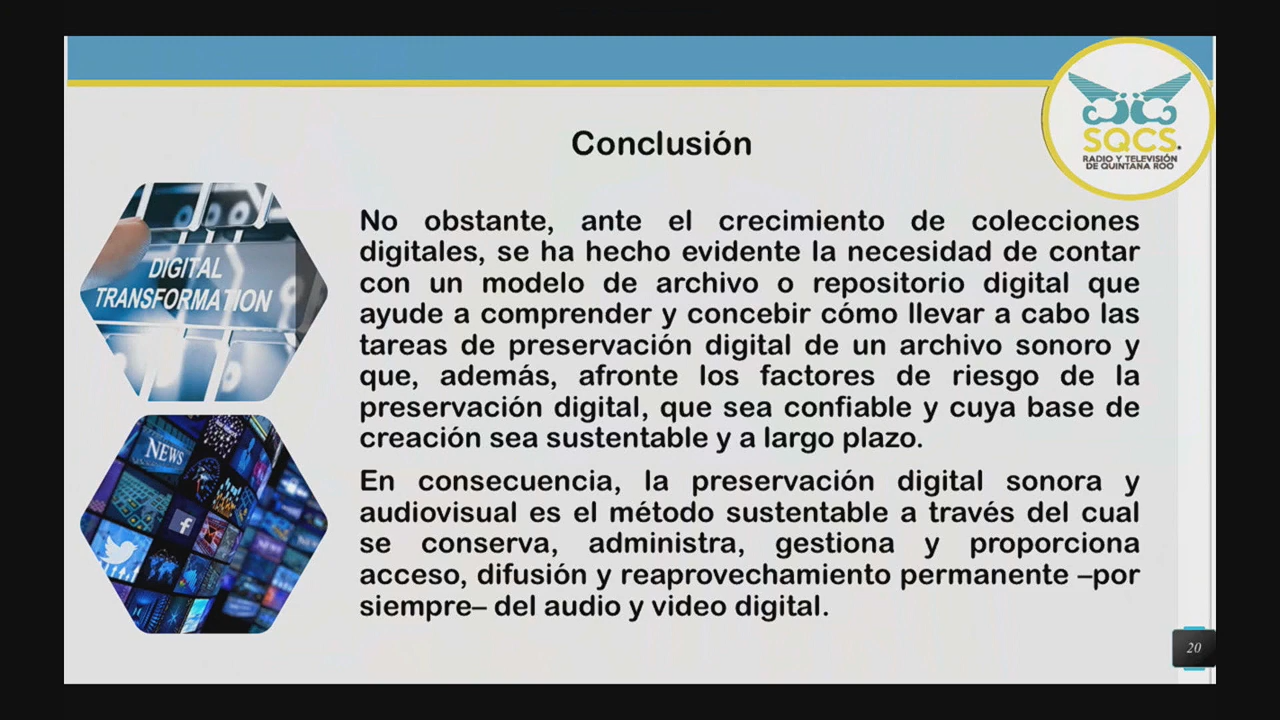 SQCS.
RADIO Y TELEVISIÓN
DE QUINTANA ROO
Conclusión
DIGITAL
TRANSFORMATION
NEWS
No obstante, ante el crecimiento de colecciones
digitales, se ha hecho evidente la necesidad de contar
con un modelo de archivo o repositorio digital que
ayude a comprender y concebir cómo llevar a cabo las
tareas de preservación digital de un archivo sonoro y
que, además, afronte los factores de riesgo de la
preservación digital, que sea confiable y cuya base de
creación sea sustentable y a largo plazo.
En consecuencia, la preservación digital sonora y
audiovisual es el método sustentable a través del cual
se conserva, administra, gestiona y proporciona
acceso, difusión y reaprovechamiento permanente –por
siempre– del audio y video digital.
20